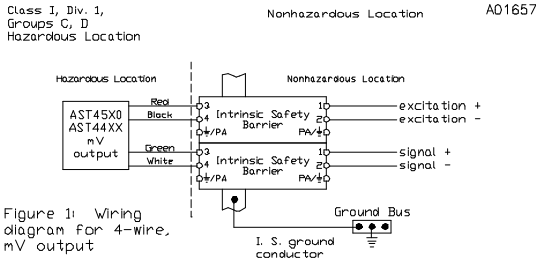 Class I, Div. 1,
Groups C, D
Hazardous Location
Nonhazardous Location
A01657
Hazardous Location
Nonhazardous Location
AST45X0
AST44XX
mV
output
Red
Black
Green
White
3
4
⏚/PA
Intrinsic Safety
Barrier
1
2
PA/⏚
excitation +
excitation -
3
4
⏚/PA
Intrinsic Safety
Barrier
1
2
PA/⏚
signal +
signal -
Figure 1: Wiring
diagram for 4-wire,
mV output
Ground Bus
I. S. ground
conductor